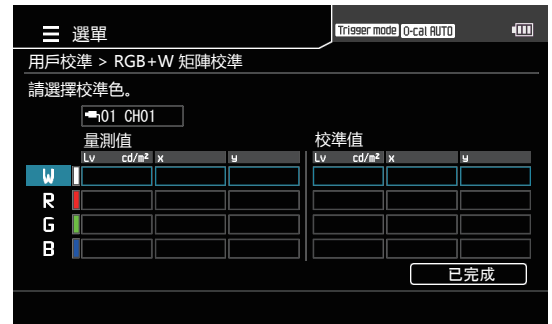 選單 Trigger mode 0-cal AUTO
用戶校準 > RGB+W 矩陣校準
請選擇校準色。
01 CH01
量測值 校準值
Lv cd/m² x y Lv cd/m² x y
W
R
G
B
已完成